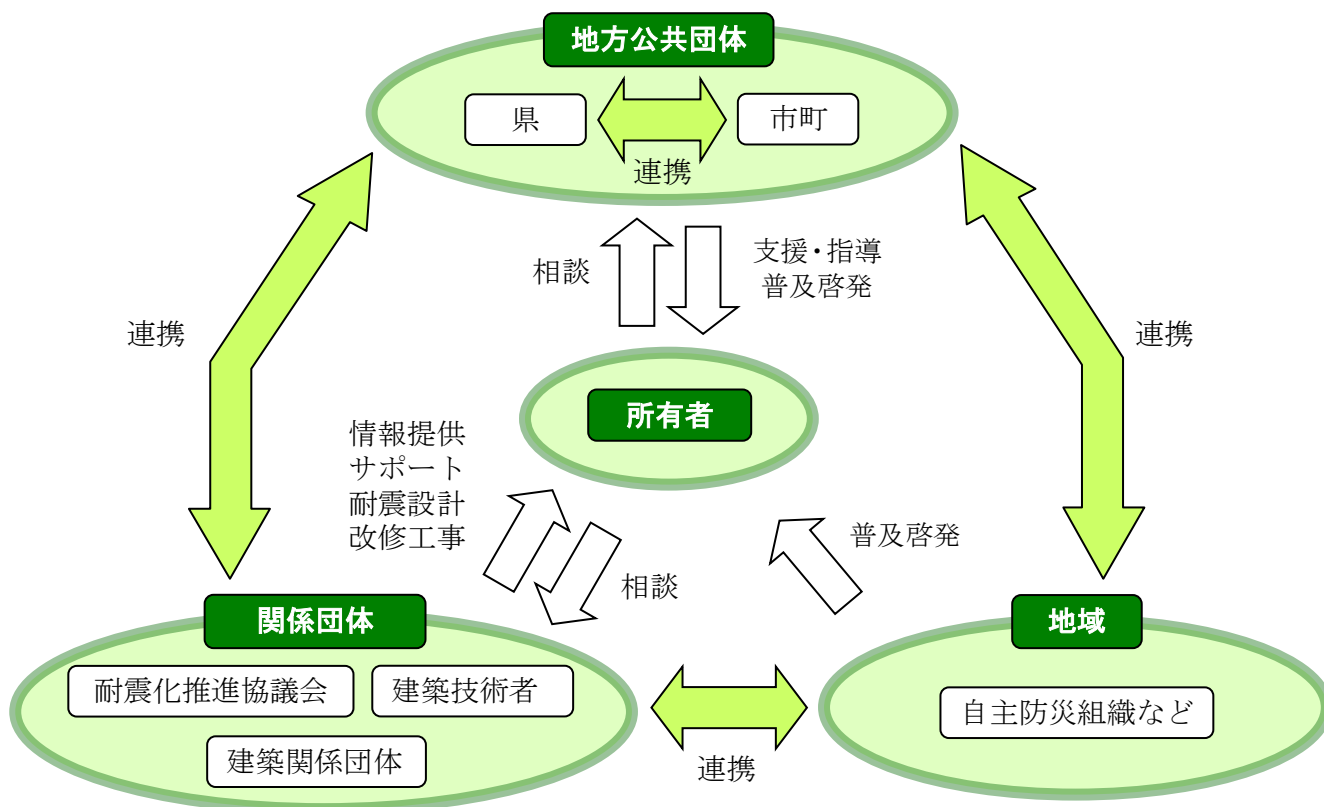 地方公共団体
県
市町
連携
相談
支援・指導
普及啓発
連携
連携
所有者
情報提供
サポート
耐震設計
改修工事
相談
普及啓発
関係団体
耐震化推進協議会
建築技術者
建築関係団体
連携
地域
自主防災組織など